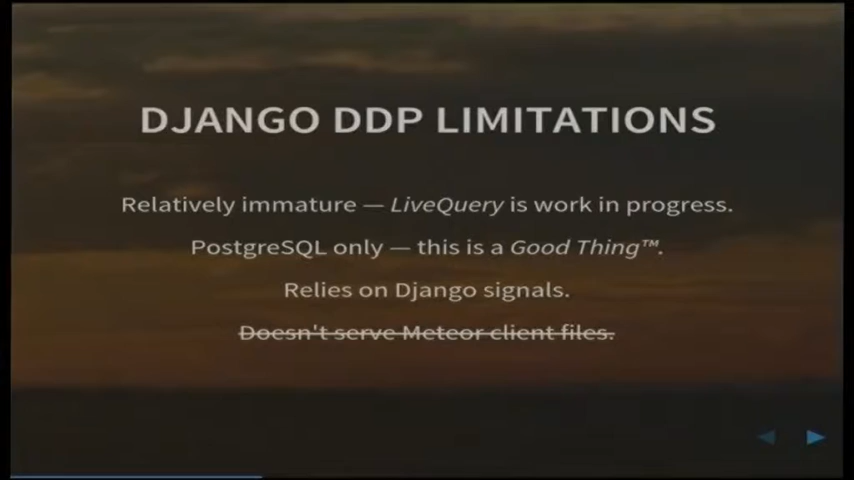 DJANGO DDP LIMITATIONS
Relatively immature — LiveQuery is work in progress.
PostgreSQL only — this is a Good Thing™.
Relies on Django signals.
Doesn't serve Meteor client files.